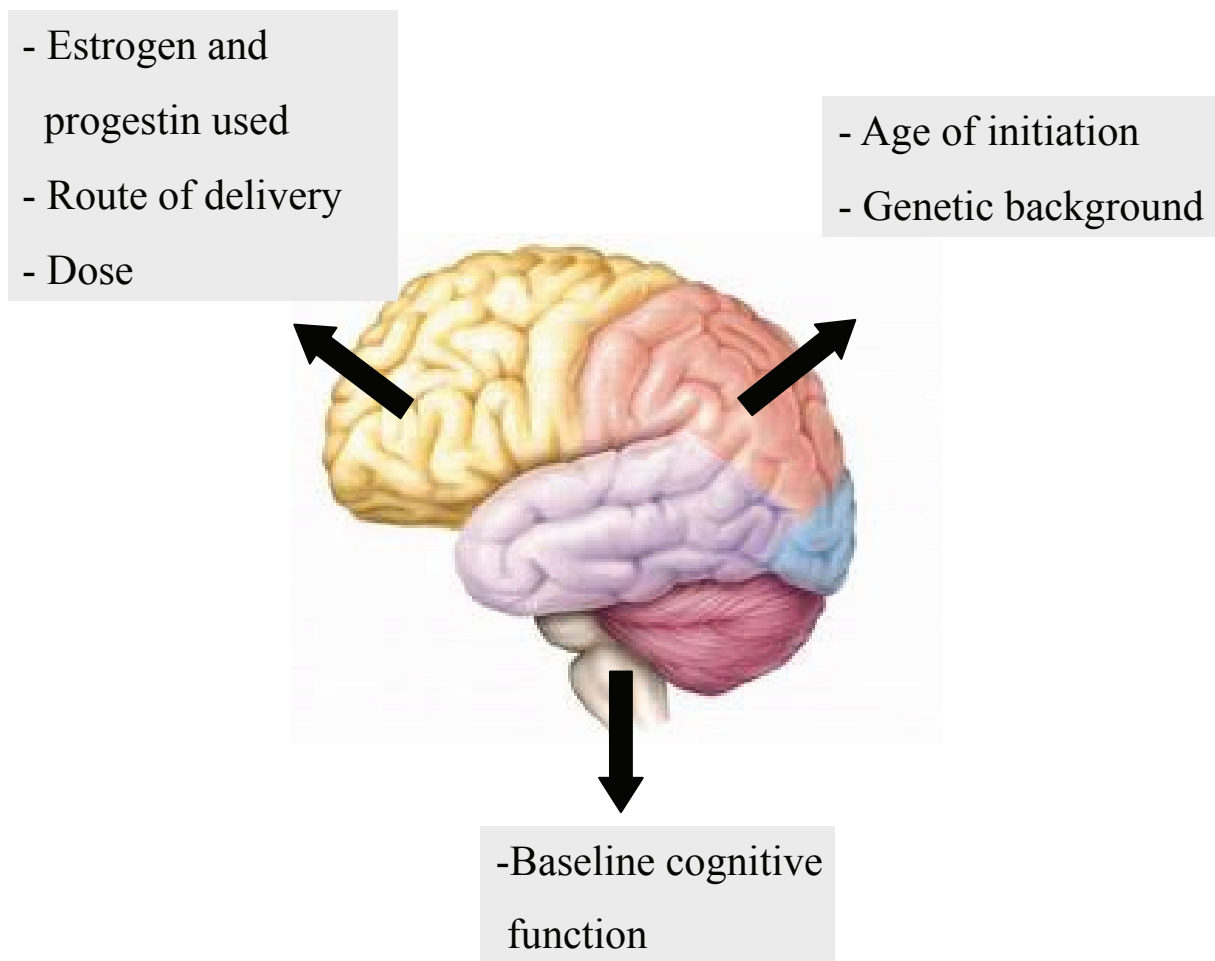 - Estrogen and
progestin used
- Route of delivery
- Dose
- Age of initiation
- Genetic background
-Baseline cognitive
function